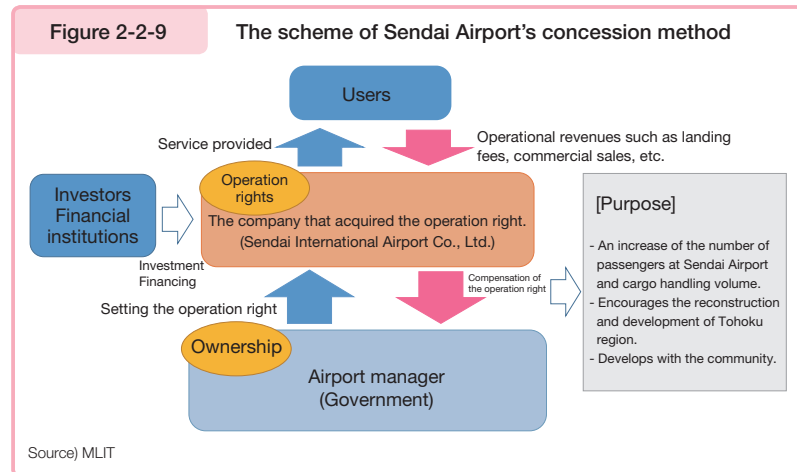 Figure 2-2-9
The scheme of Sendai Airport's concession method
Users
Service provided
Operational revenues such as landing
fees, commercial sales, etc.
Investors
Financial
institutions
Investment
Financing
Operation
rights
The company that acquired the operation right.
(Sendai International Airport Co., Ltd.)
Setting the operation right
Compensation of
the operation right
Ownership
Airport manager
(Government)
[Purpose]
- An increase of the number of
passengers at Sendai Airport
and cargo handling volume.
- Encourages the reconstruction
and development of Tohoku
region.
- Develops with the community.
Source) MLIT